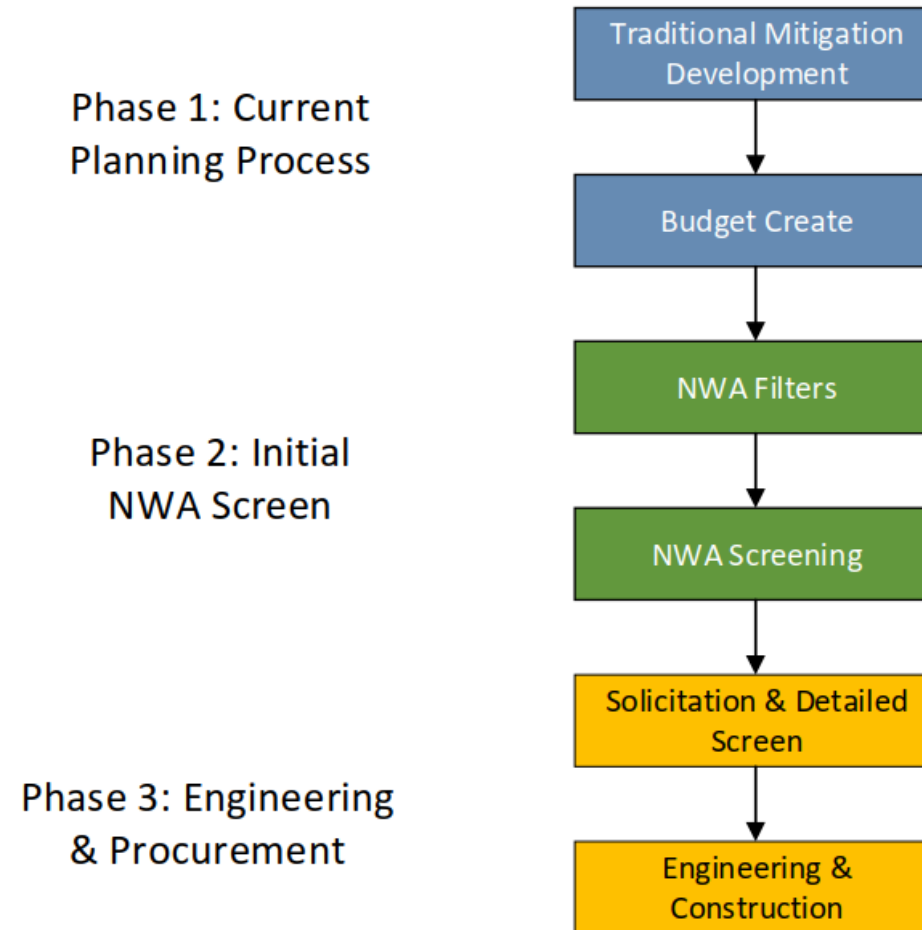 Traditional Mitigation
Development
Phase 1: Current
Planning Process
Budget Create
NWA Filters
Phase 2: Initial
NWA Screen
NWA Screening
Solicitation & Detailed
Screen
Phase 3: Engineering
& Procurement
Engineering &
Construction